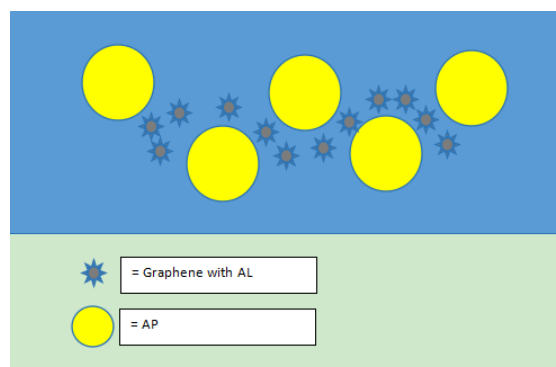 = Graphene with AL
= AP